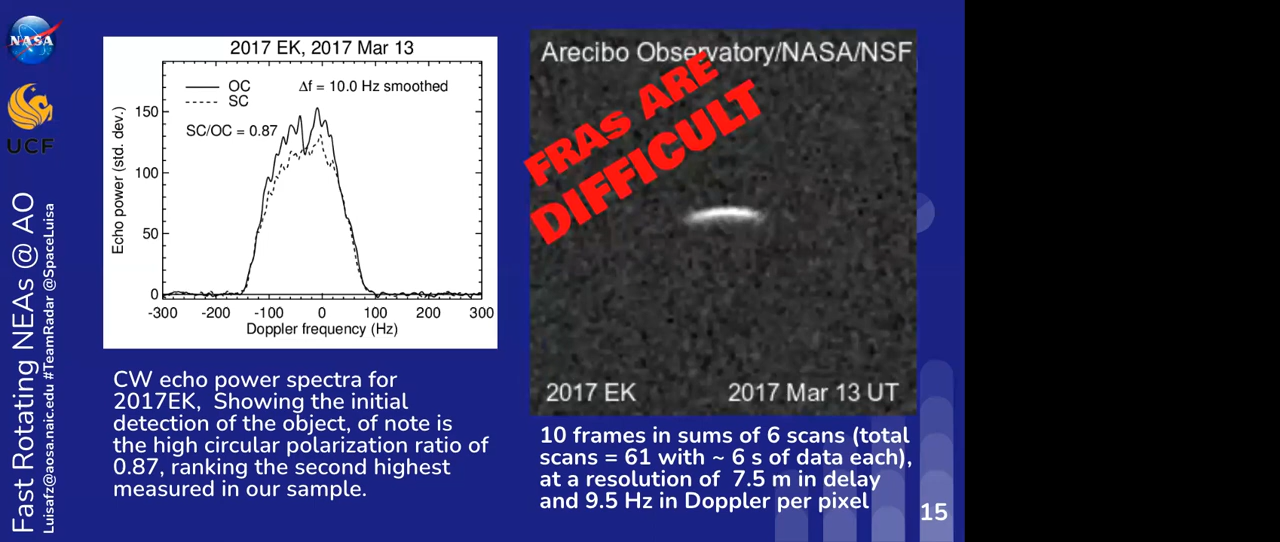 NASA
UCF
Fast Rotating NEAs @ AO
Luisafz@aosa.naic.edu #TeamRadar @SpaceLuisa
2017 EK, 2017 Mar 13
OC
SC
Δf = 10.0 Hz smoothed
SC/OC = 0.87
Echo power (std. dev.)
150
100
50
0
-300 -200 -100 0 100 200 300
Doppler frequency (Hz)
CW echo power spectra for
2017EK, Showing the initial
detection of the object, of note is
the high circular polarization ratio of
0.87, ranking the second highest
measured in our sample.
Arecibo Observatory/NASA/NSF
FRAS ARE
DIFFICULT
2017 EK 2017 Mar 13 UT
10 frames in sums of 6 scans (total
scans = 61 with ~ 6 s of data each),
at a resolution of 7.5 m in delay
and 9.5 Hz in Doppler per pixel
15